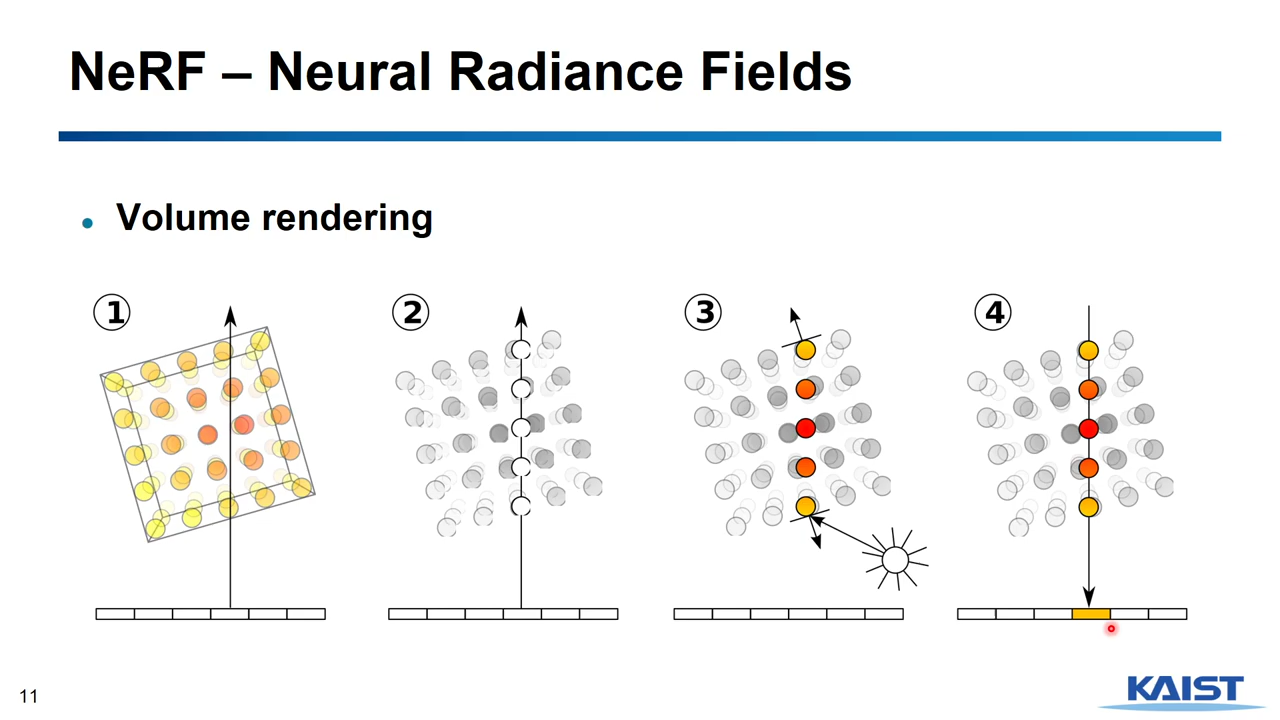 NeRF – Neural Radiance Fields
• Volume rendering
1 2 3 4
11
KAIST